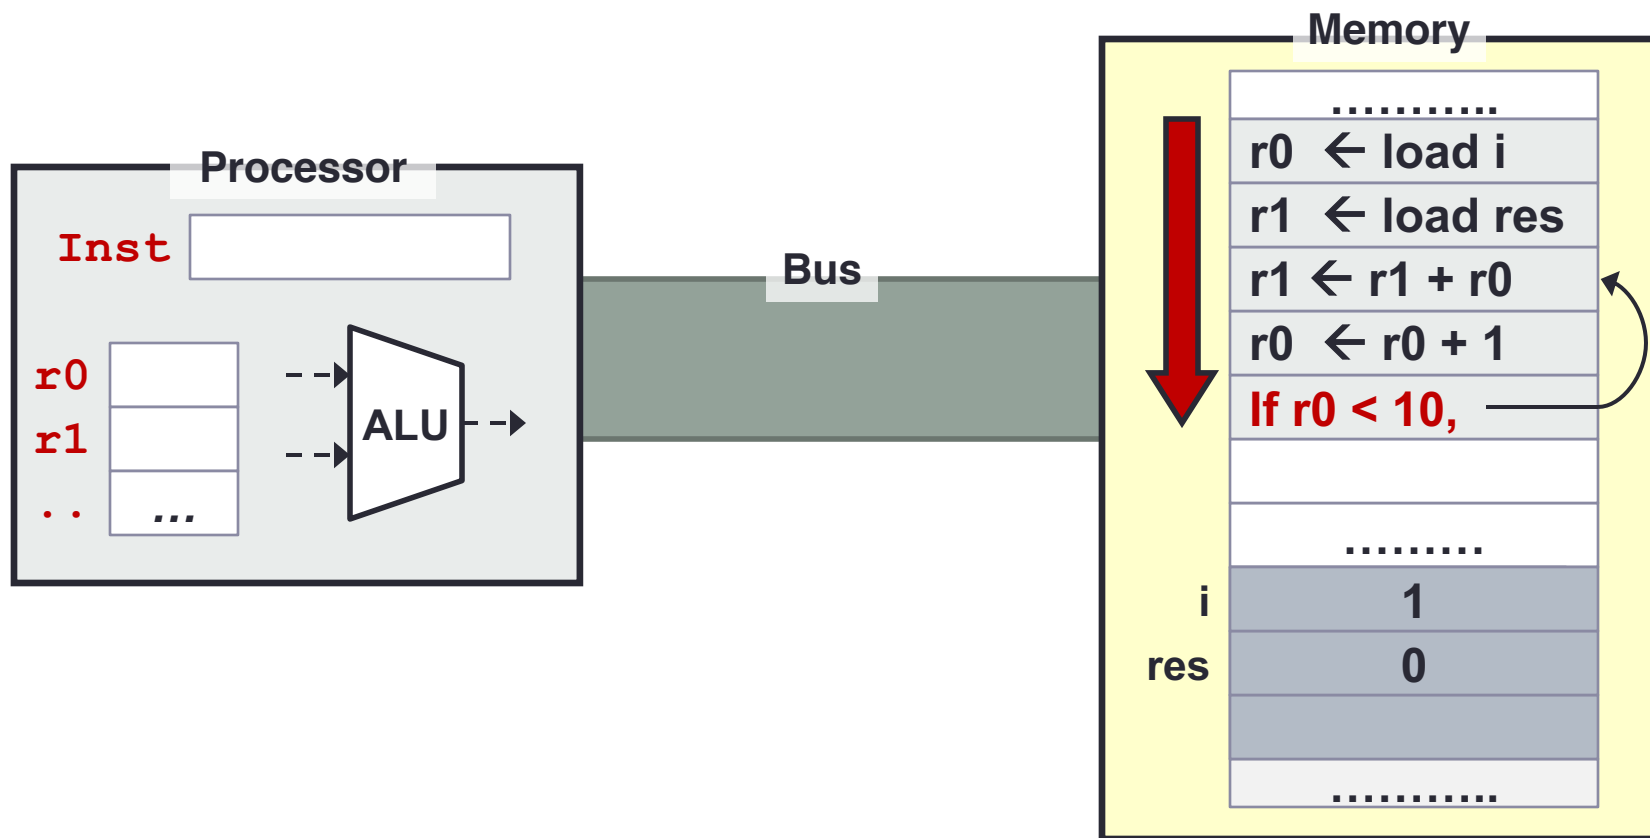 Memory
...........
r0 ← load i
r1 ← load res
r1 ← r1 + r0
r0 ← r0 + 1
If r0 < 10,
.........
i 1
res 0
...........
Processor
Inst
r0
r1
.. ...
ALU
Bus